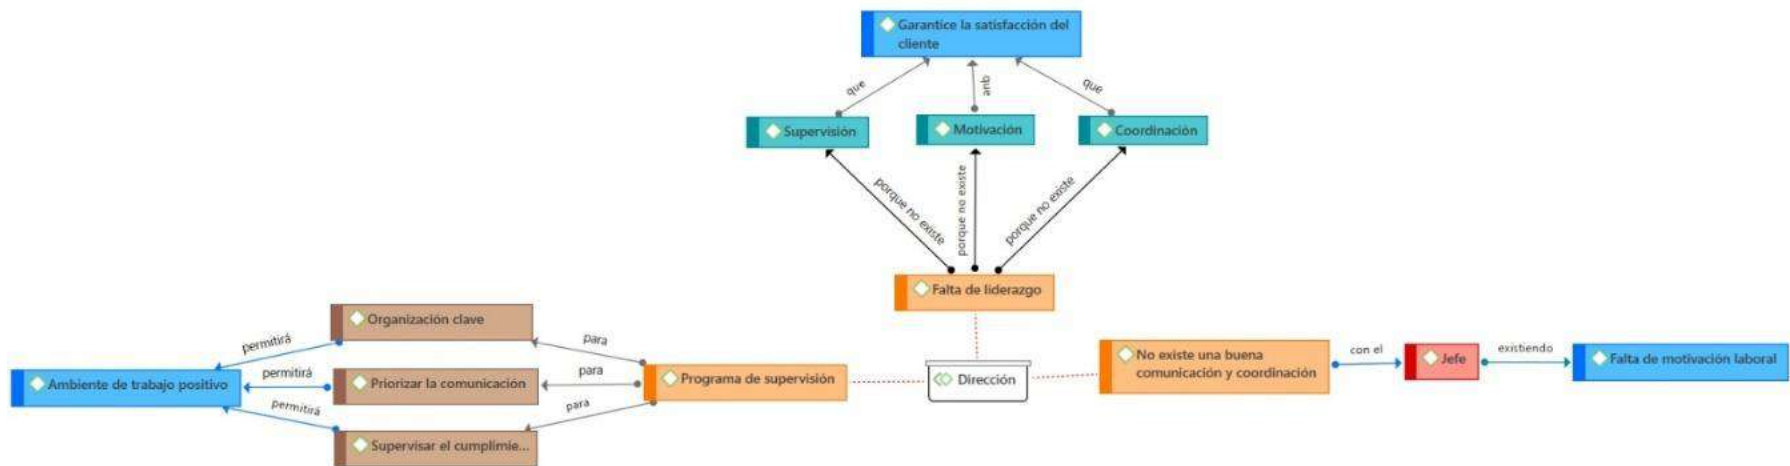 Garantice la satisfacción del
cliente
que
que
que
Supervisión
Motivación
Coordinación
porque no existe
porque no existe
porque no existe
Falta de liderazgo
Organización clave
permitirá
para
No existe una buena
comunicación y coordinación
con el
Jefe
existiendo
Falta de motivación laboral
Ambiente de trabajo positivo
permitirá
Priorizar la comunicación
para
Programa de supervisión
Dirección
permitirá
para
Supervisar el cumplimie...